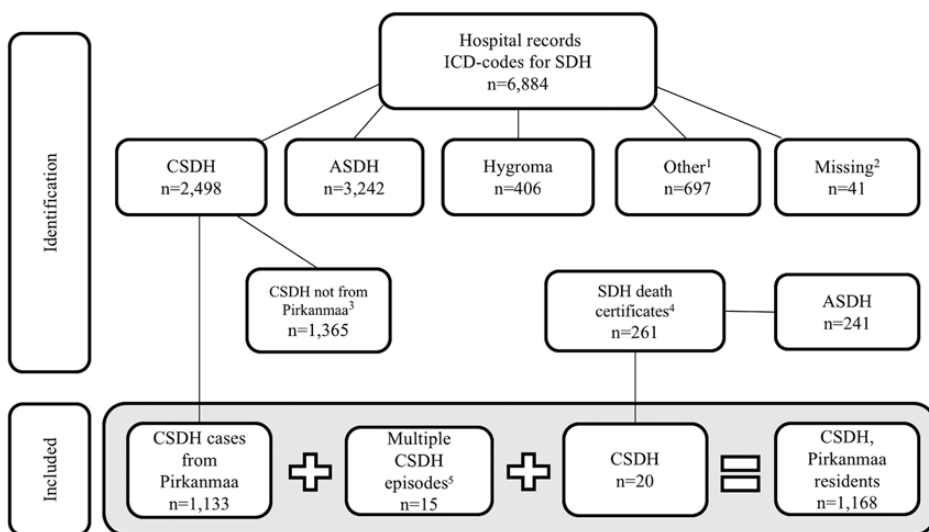 Identification
Hospital records
ICD-codes for SDH
n=6,884
CSDH
n=2,498
ASDH
n=3,242
Hygroma
n=406
Other¹
n=697
Missing²
n=41
CSDH not from
Pirkanmaa³
n=1,365
SDH death
certificates⁴
n=261
ASDH
n=241
Included
CSDH cases
from
Pirkanmaa
n=1,133
Multiple
CSDH
episodes⁵
n=15
CSDH
n=20
CSDH,
Pirkanmaa
residents
n=1,168